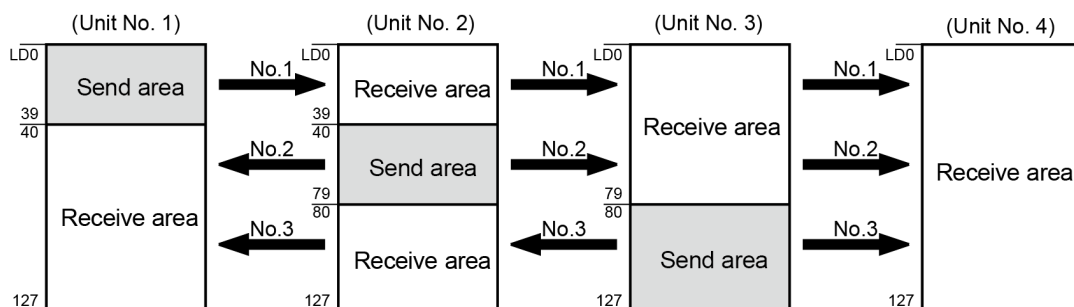 (Unit No. 1) (Unit No. 2) (Unit No. 3) (Unit No. 4)
LD0 LD0 LD0 LD0
No.1 No.1 No.1
Send area Receive area
39 39
40 40
Receive area
No.2 No.2 No.2
Send area Receive area
79 79
80 80
Receive area
No.3 No.3 No.3
Receive area Send area
127 127 127 127